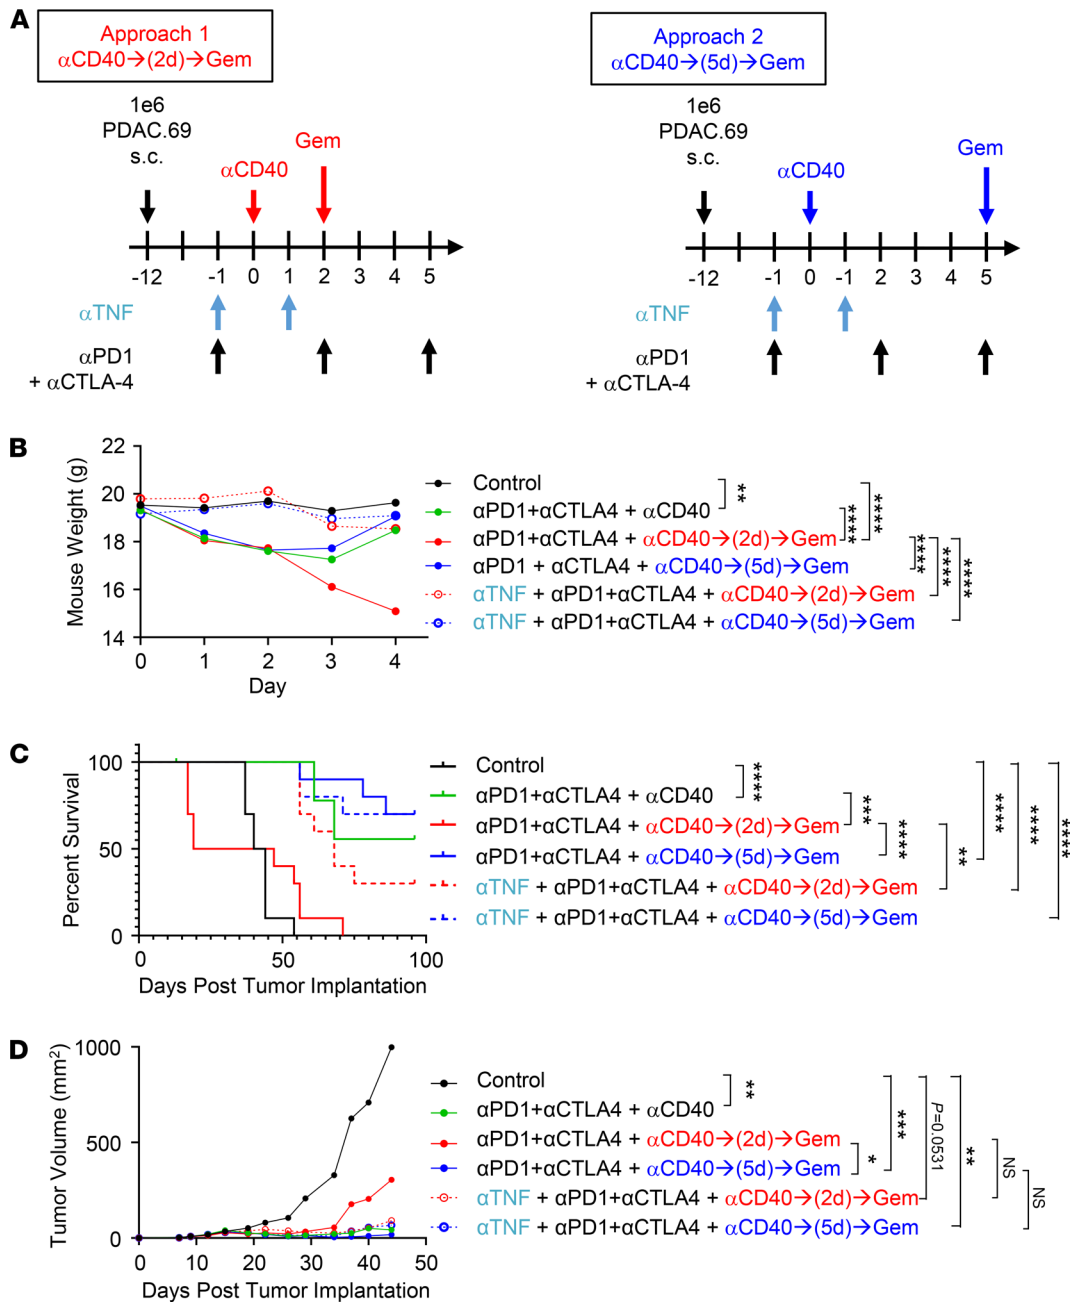 A
Approach 1
αCD40→(2d)→Gem
1e6
PDAC.69
s.c.
αCD40
Gem
-12 -1 0 1 2 4 5
αTNF
αPD1
+ αCTLA-4
Approach 2
αCD40→(5d)→Gem
1e6
PDAC.69
s.c.
αCD40
Gem
-12 -1 0 -1 2 3 5
αTNF
αPD1
+ αCTLA-4
B
Mouse Weight (g)
22
20
18
16
14
0 1 2 3 4
Day
Control
αPD1+αCTLA4 + αCD40
αPD1+αCTLA4 + αCD40→(2d)→Gem
αPD1 + αCTLA4 + αCD40→(5d)→Gem
αTNF + αPD1+αCTLA4 + αCD40→(2d)→Gem
αTNF + αPD1+αCTLA4 + αCD40→(5d)→Gem
**
****
****
****
****
****
C
Percent Survival
100
50
0
0 50 100
Days Post Tumor Implantation
Control
αPD1+αCTLA4 + αCD40
αPD1+αCTLA4 + αCD40→(2d)→Gem
αPD1+αCTLA4 + αCD40→(5d)→Gem
αTNF + αPD1+αCTLA4 + αCD40→(2d)→Gem
αTNF + αPD1+αCTLA4 + αCD40→(5d)→Gem
****
***
****
**
****
****
****
D
Tumor Volume (mm²)
1000
500
0
0 10 20 30 40 50
Days Post Tumor Implantation
Control
αPD1+αCTLA4 + αCD40
αPD1+αCTLA4 + αCD40→(2d)→Gem
αPD1+αCTLA4 + αCD40→(5d)→Gem
αTNF + αPD1+αCTLA4 + αCD40→(2d)→Gem
αTNF + αPD1+αCTLA4 + αCD40→(5d)→Gem
**
*
***
P=0.0531
**
NS
NS